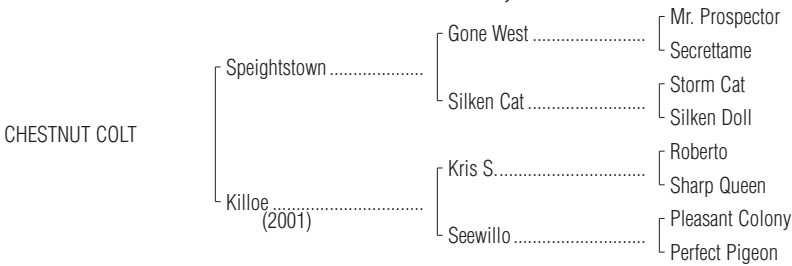 Mr. Prospector
Gone West ........................
Secrettame
Speightstown ....................
Storm Cat
Silken Cat .........................
Silken Doll
CHESTNUT COLT
Roberto
Kris S. ...............................
Sharp Queen
Killoe ................................
(2001)
Pleasant Colony
Seewillo ............................
Perfect Pigeon